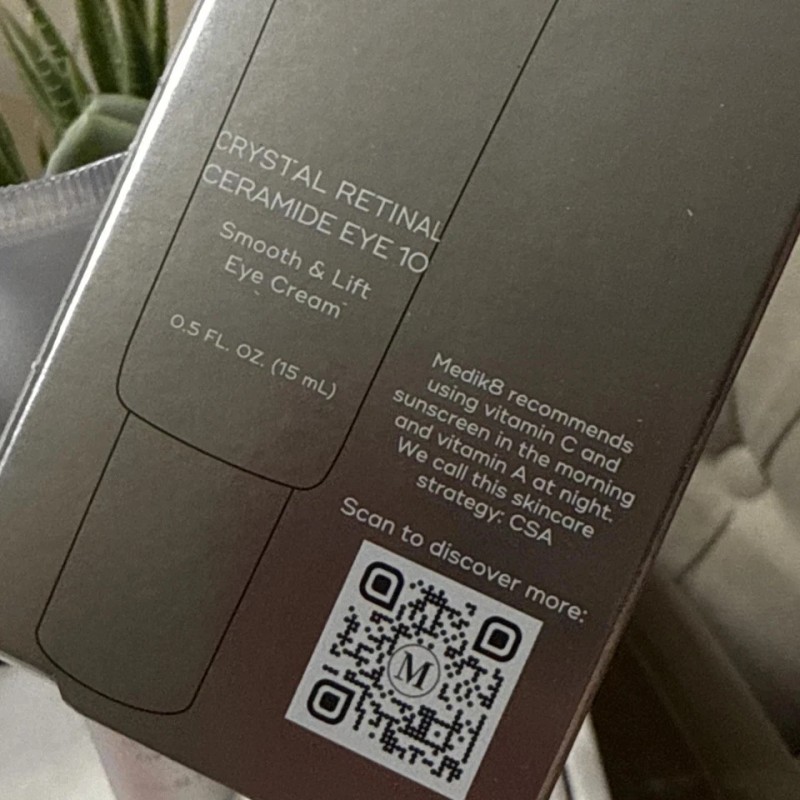 CRYSTAL RETINAL
CERAMIDE EYE 10
Smooth & Lift
Eye Cream
0.5 FL. OZ. (15 mL)
Medik8 recommends
using vitamin C and
sunscreen in the morning
and vitamin A at night.
We call this skincare
strategy: CSA
Scan to discover more:
M